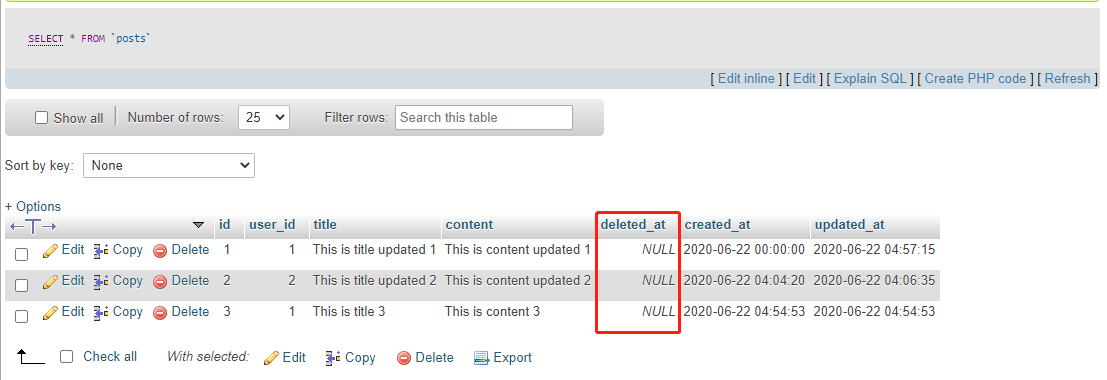 SELECT * FROM `posts`
[ Edit inline ] [ Edit ] [ Explain SQL ] [ Create PHP code ] [ Refresh ]
Show all Number of rows: 25 Filter rows: Search this table
Sort by key: None
+ Options
id user_id title content deleted_at created_at updated_at
Edit Copy Delete 1 1 This is title updated 1 This is content updated 1 NULL 2020-06-22 00:00:00 2020-06-22 04:57:15
Edit Copy Delete 2 2 This is title updated 2 This is content updated 2 NULL 2020-06-22 04:04:20 2020-06-22 04:06:35
Edit Copy Delete 3 1 This is title 3 This is content 3 NULL 2020-06-22 04:54:53 2020-06-22 04:54:53
Check all With selected: Edit Copy Delete Export